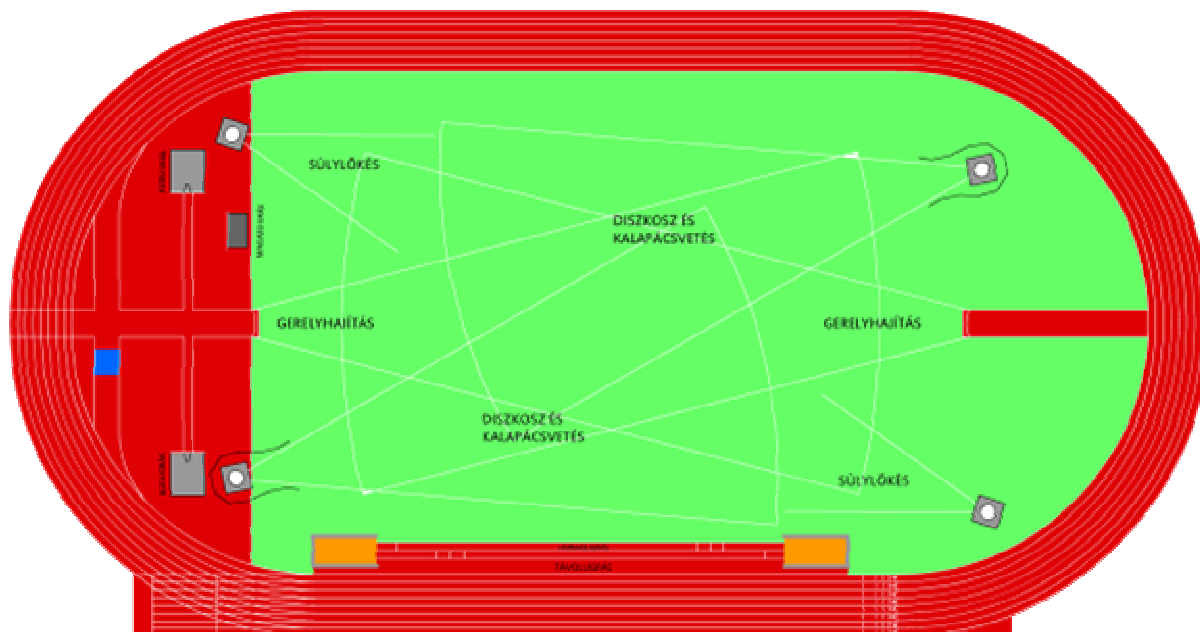 SÚLYLÖKÉS
DISZKOSZ ÉS
KALAPÁCSVETÉS
GERELYHAJÍTÁS
GERELYHAJÍTÁS
DISZKOSZ ÉS
KALAPÁCSVETÉS
SÚLYLÖKÉS
TÁVOLUGRÁS